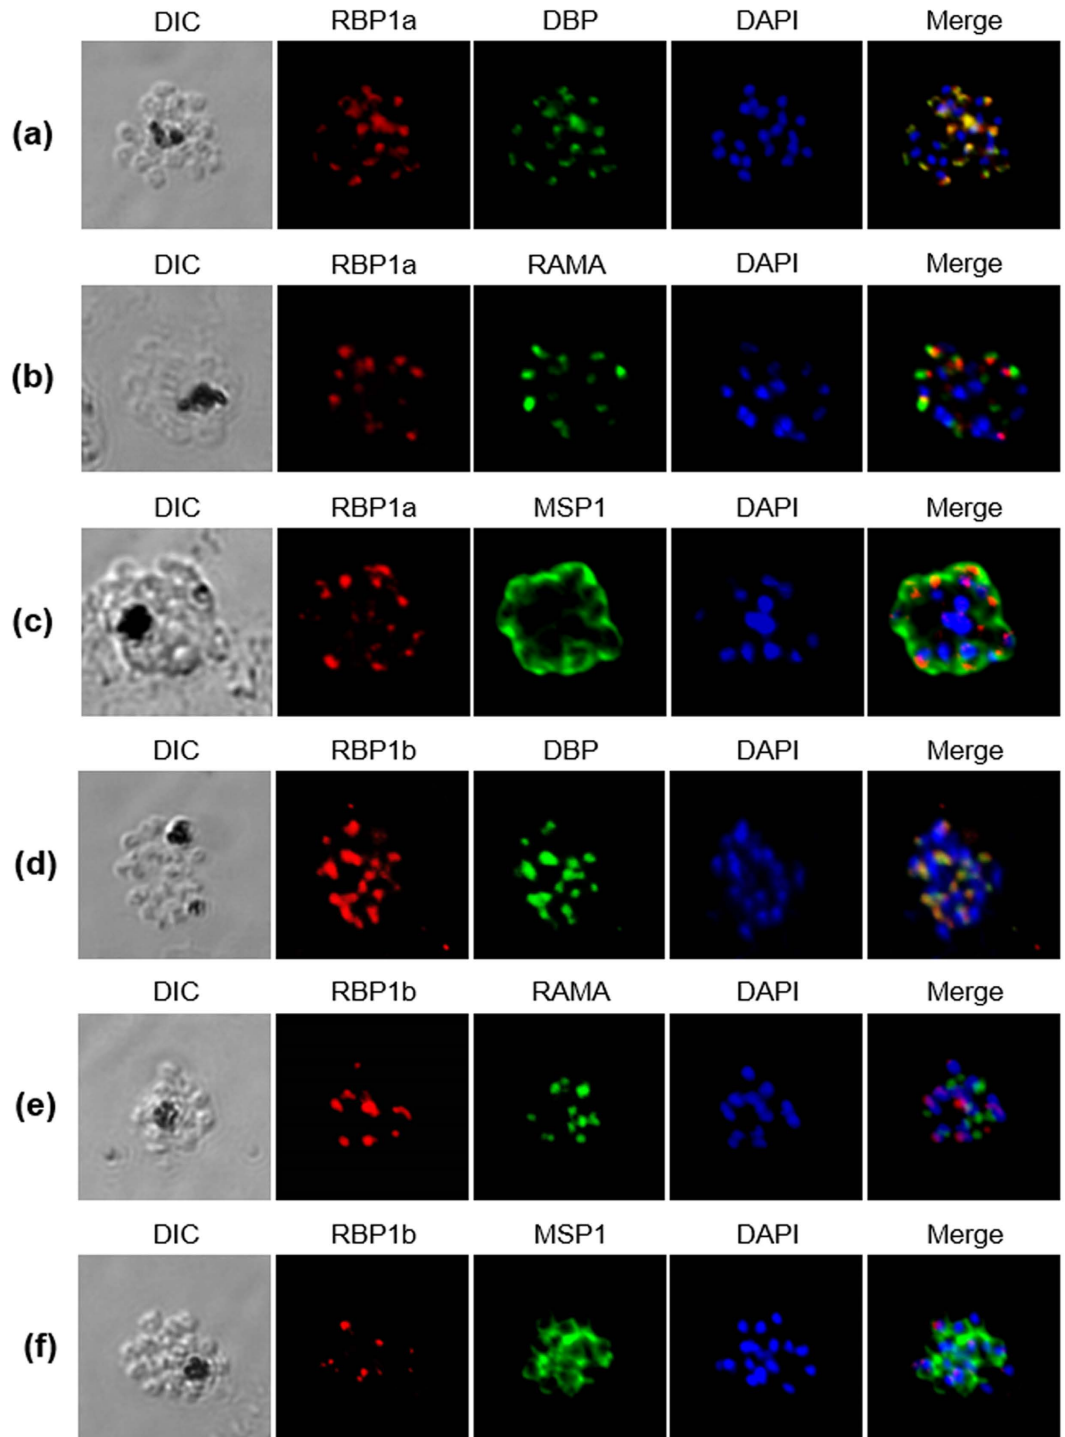 DIC RBP1a DBP DAPI Merge
(a)
DIC RBP1a RAMA DAPI Merge
(b)
DIC RBP1a MSP1 DAPI Merge
(c)
DIC RBP1b DBP DAPI Merge
(d)
DIC RBP1b RAMA DAPI Merge
(e)
DIC RBP1b MSP1 DAPI Merge
(f)